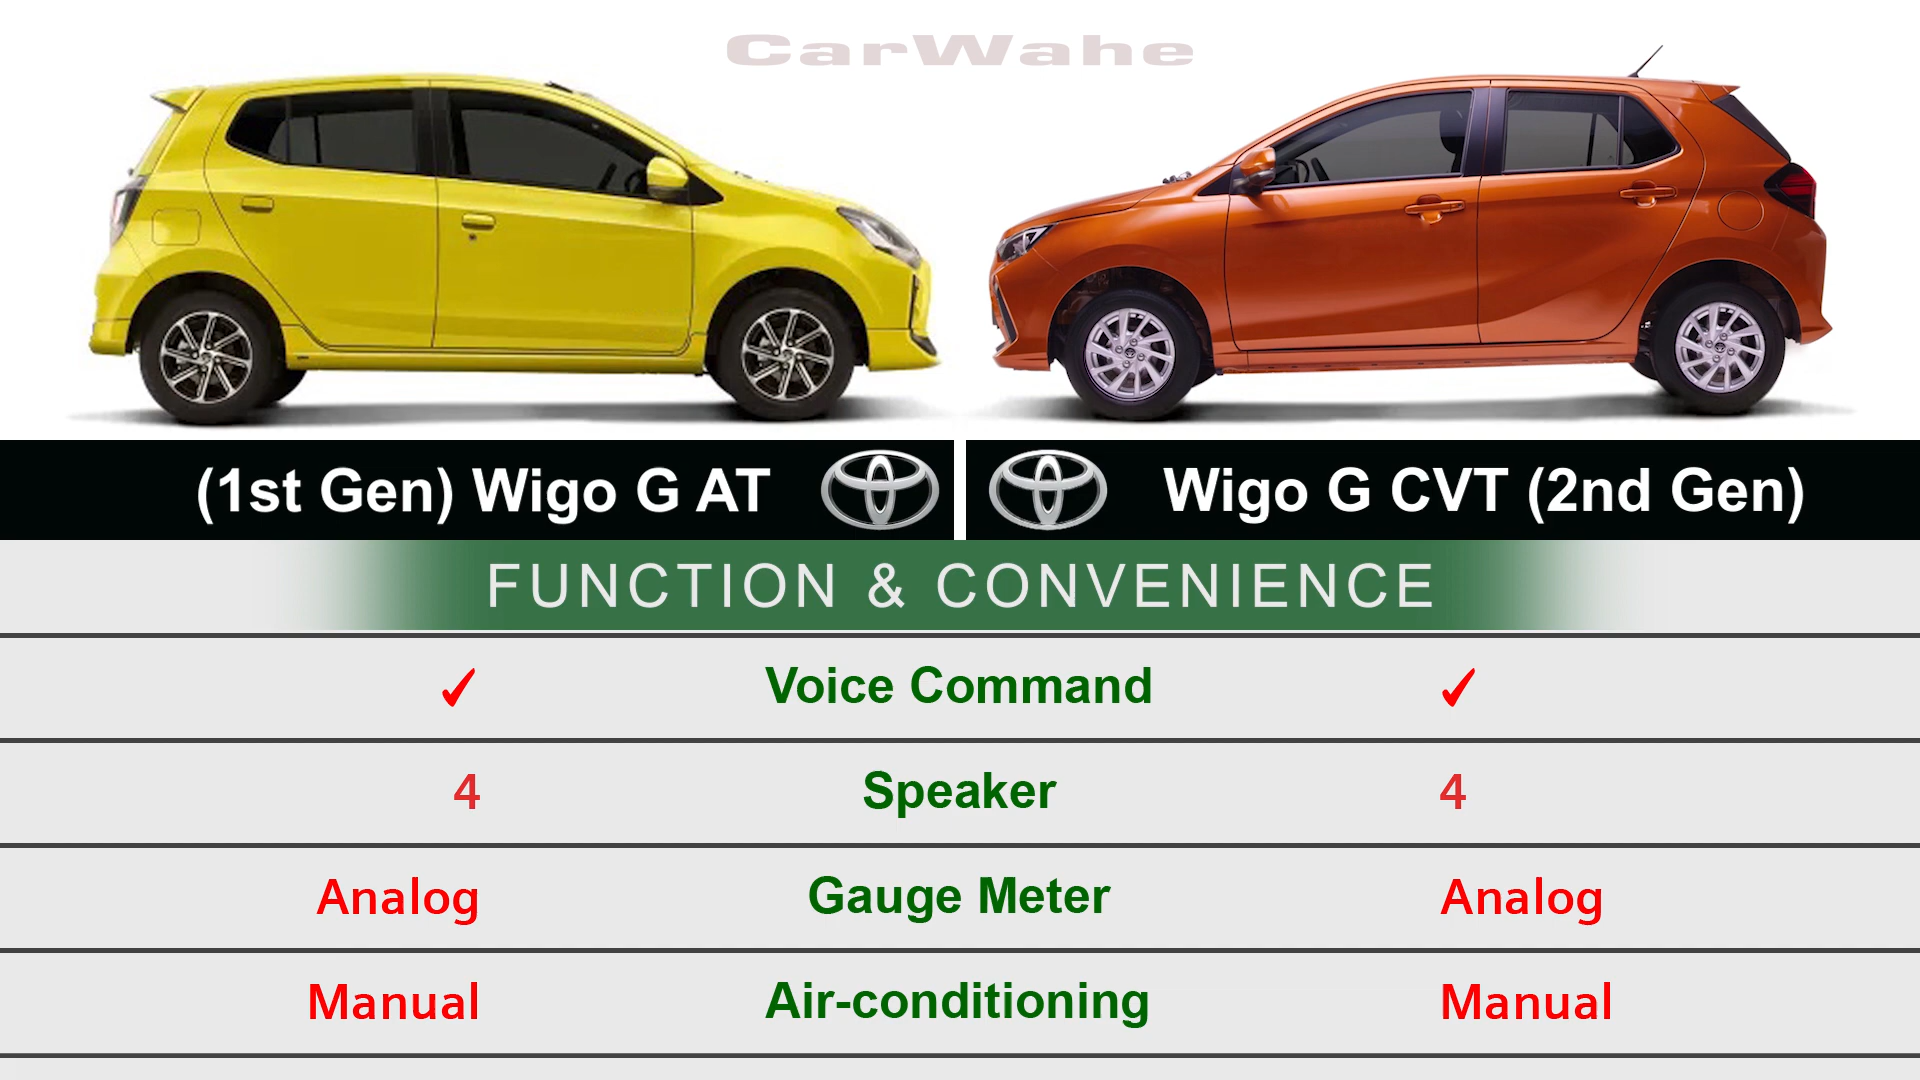 CarWahe
(1st Gen) Wigo G AT
Wigo G CVT (2nd Gen)
FUNCTION & CONVENIENCE
✓ Voice Command ✓
4 Speaker 4
Analog Gauge Meter Analog
Manual Air-conditioning Manual